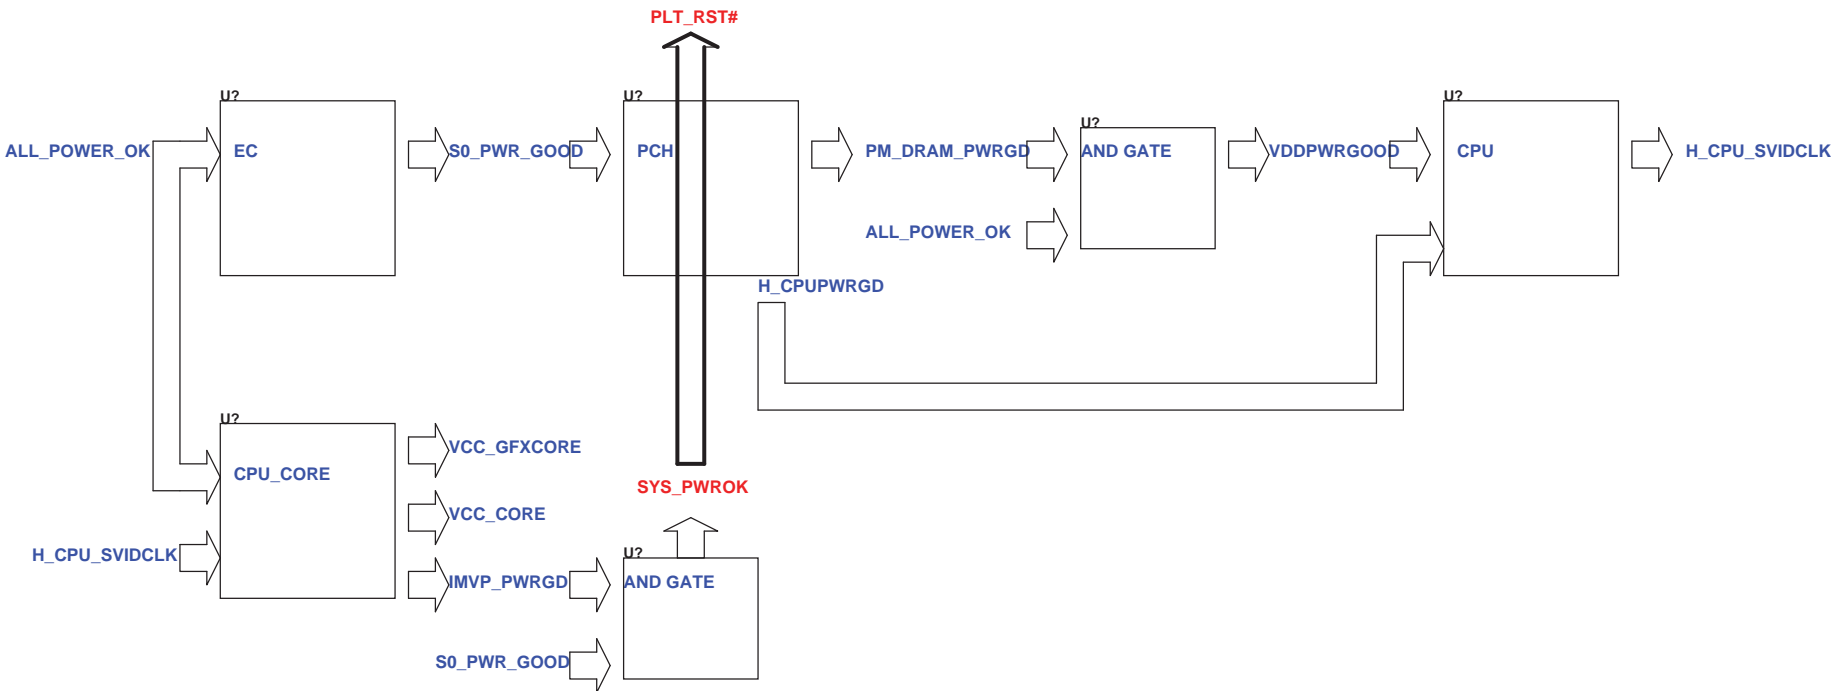 PLT_RST#
U?
U?
U?
U?
ALL_POWER_OK
EC
S0_PWR_GOOD
PCH
PM_DRAM_PWRGD
AND GATE
VDDPWRGOOD
CPU
H_CPU_SVIDCLK
ALL_POWER_OK
H_CPUPWRGD
U?
CPU_CORE
VCC_GFXCORE
SYS_PWROK
VCC_CORE
H_CPU_SVIDCLK
U?
IMVP_PWRGD
AND GATE
S0_PWR_GOOD